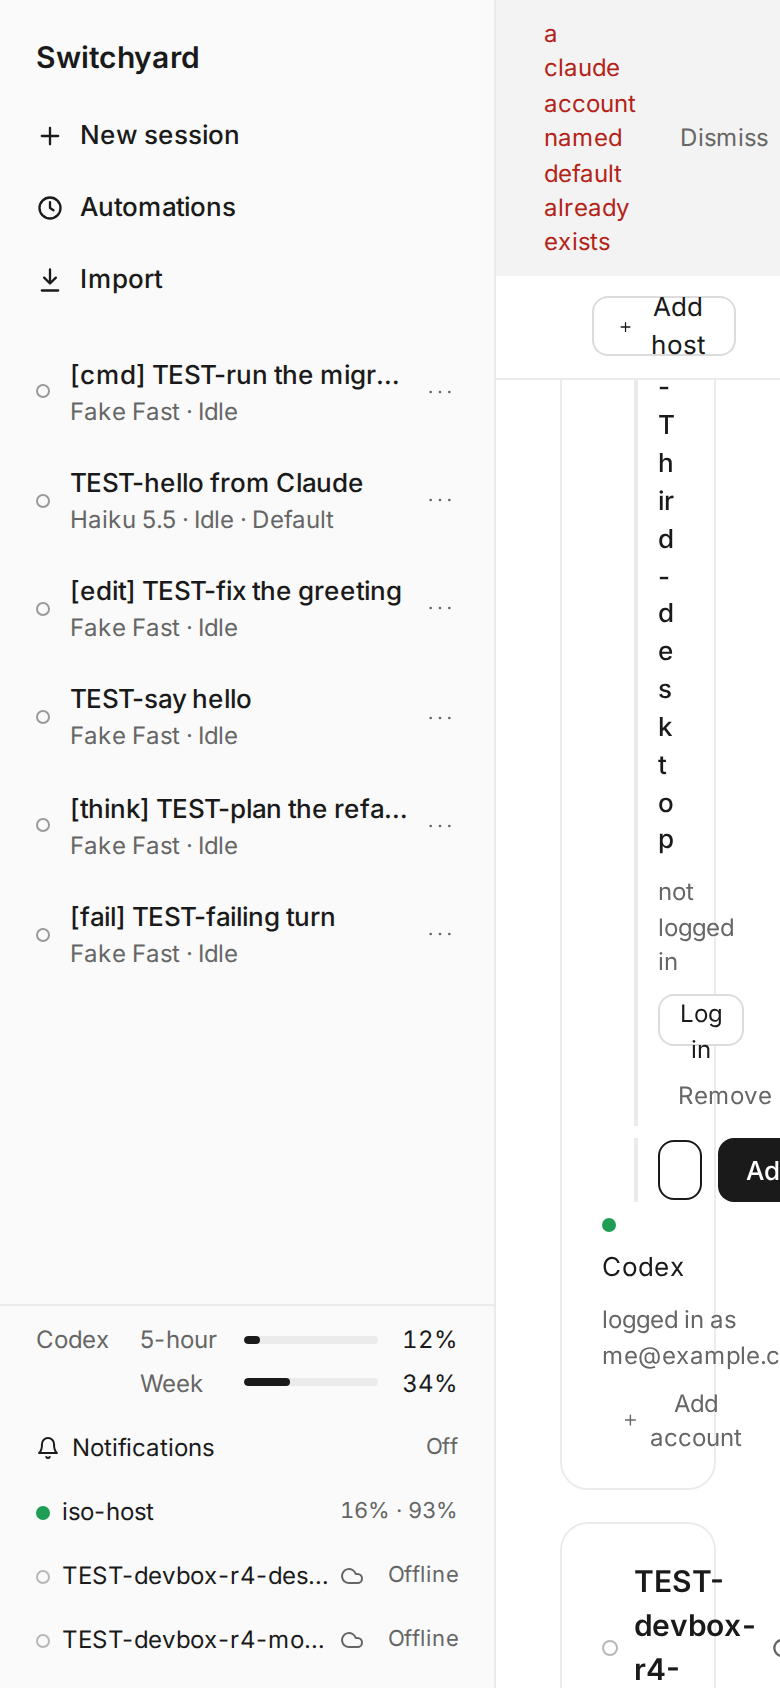 Switchyard
New session
Automations
Import
[cmd] TEST-run the migr...
Fake Fast · Idle
TEST-hello from Claude
Haiku 5.5 · Idle · Default
[edit] TEST-fix the greeting
Fake Fast · Idle
TEST-say hello
Fake Fast · Idle
[think] TEST-plan the refa...
Fake Fast · Idle
[fail] TEST-failing turn
Fake Fast · Idle
Codex 5-hour 12%
Week 34%
Notifications Off
iso-host 16% · 93%
TEST-devbox-r4-des... Offline
TEST-devbox-r4-mo... Offline
a
claude
account
named
default
already
exists
Dismiss
+ Add
host
-
T
h
ir
d
-
d
e
s
k
t
o
p
not
logged
in
Log
in
Remove
Ad
Codex
logged in as
me@example.c
+ Add
account
TEST-
devbox-
r4-